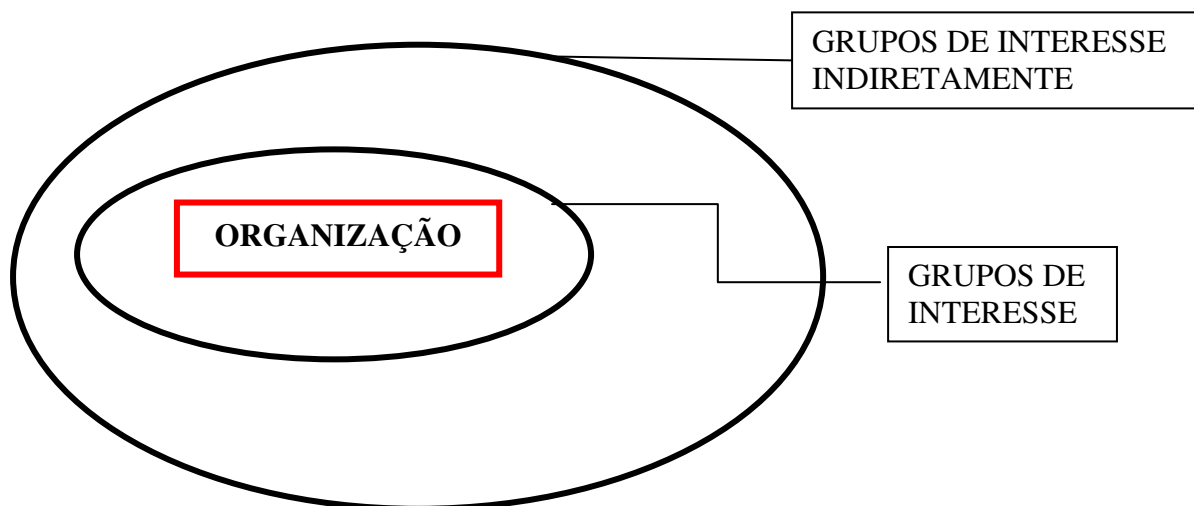 GRUPOS DE INTERESSE
INDIRETAMENTE
ORGANIZAÇÃO
GRUPOS DE
INTERESSE